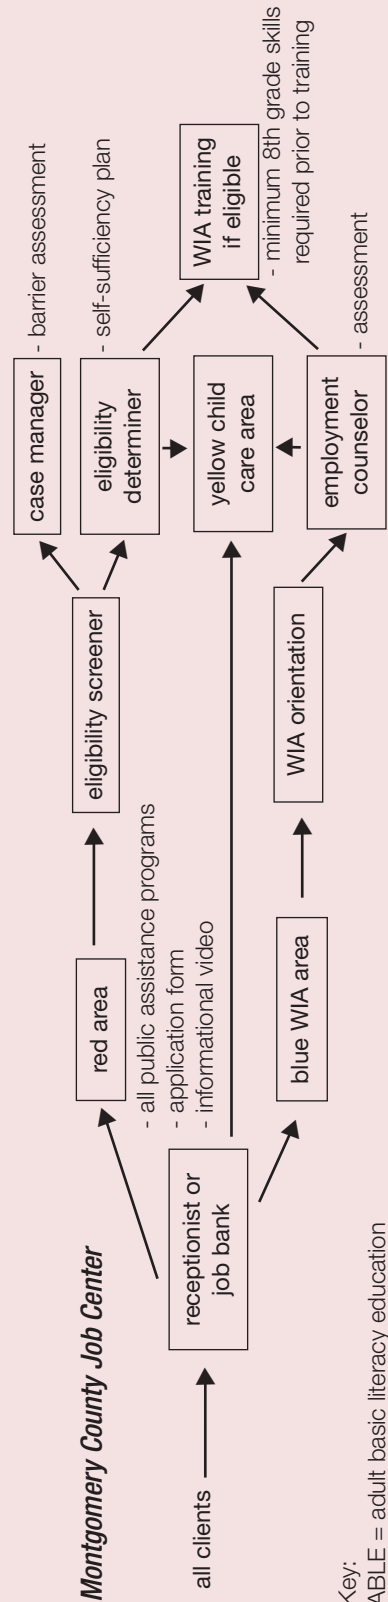 Montgomery County Job Center
all clients
receptionist or
job bank
red area
- all public assistance programs
- application form
- informational video
eligibility screener
case manager
- barrier assessment
eligibility
determiner
- self-sufficiency plan
yellow child
care area
WIA training
if eligible
- minimum 8th grade skills
required prior to training
blue WIA area
WIA orientation
employment
counselor
- assessment
Key:
ABLE = adult basic literacy education